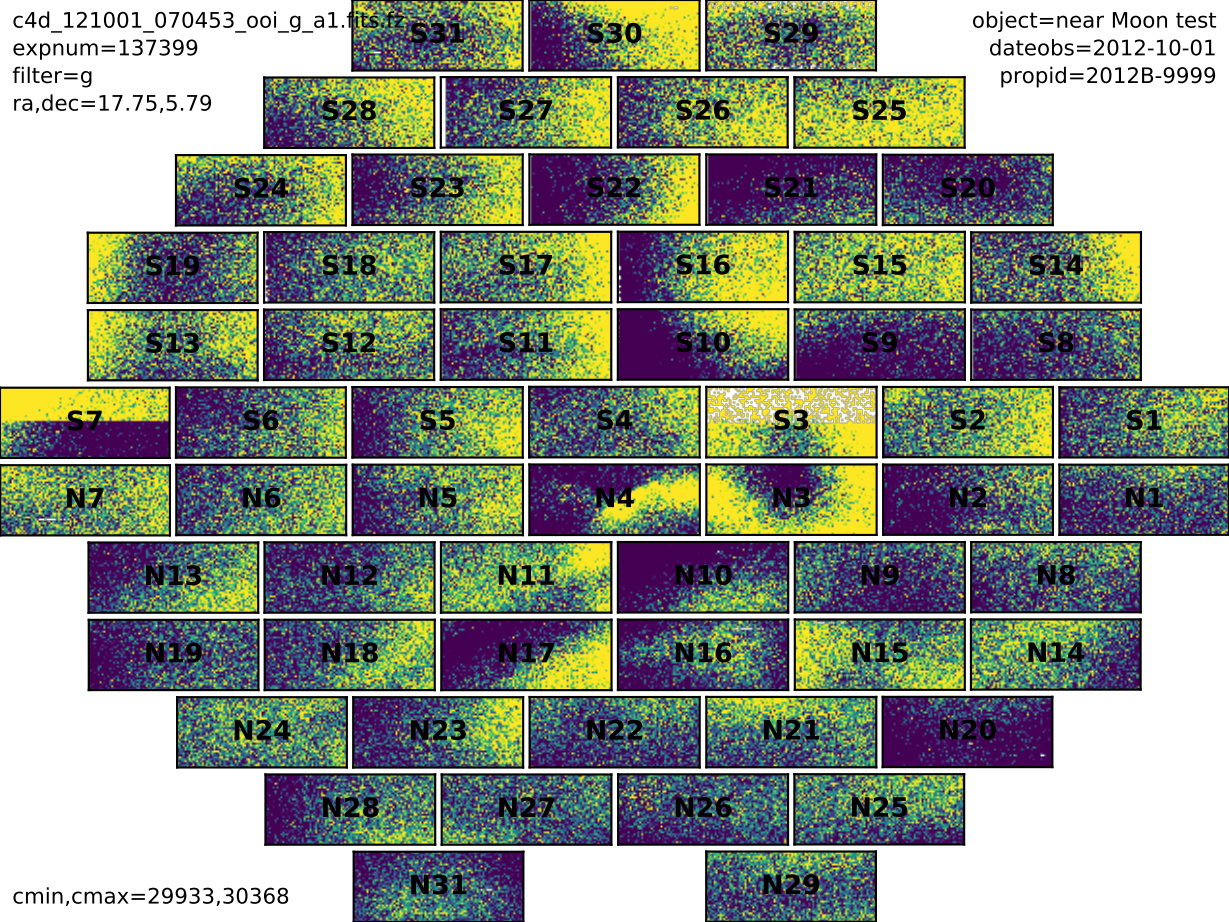 c4d_121001_070453_ooi_g_a1.fits.fz
expnum=137399
filter=g
ra,dec=17.75,5.79
object=near Moon test
dateobs=2012-10-01
propid=2012B-9999
S31 S30 S29
S28 S27 S26 S25
S24 S23 S22 S21 S20
S19 S18 S17 S16 S15 S14
S13 S12 S11 S10 S9 S8
S7 S6 S5 S4 S3 S2 S1
N7 N6 N5 N4 N3 N2 N1
N13 N12 N11 N10 N9 N8
N19 N18 N17 N16 N15 N14
N24 N23 N22 N21 N20
N28 N27 N26 N25
N31 N29
cmin,cmax=29933,30368